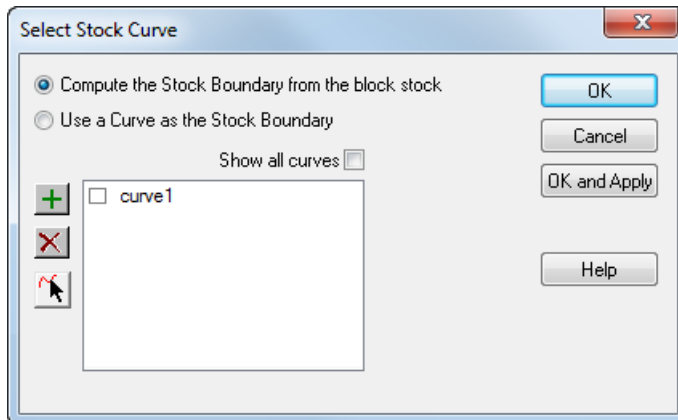 Select Stock Curve
Compute the Stock Boundary from the block stock
Use a Curve as the Stock Boundary
Show all curves
curve1
OK
Cancel
OK and Apply
Help